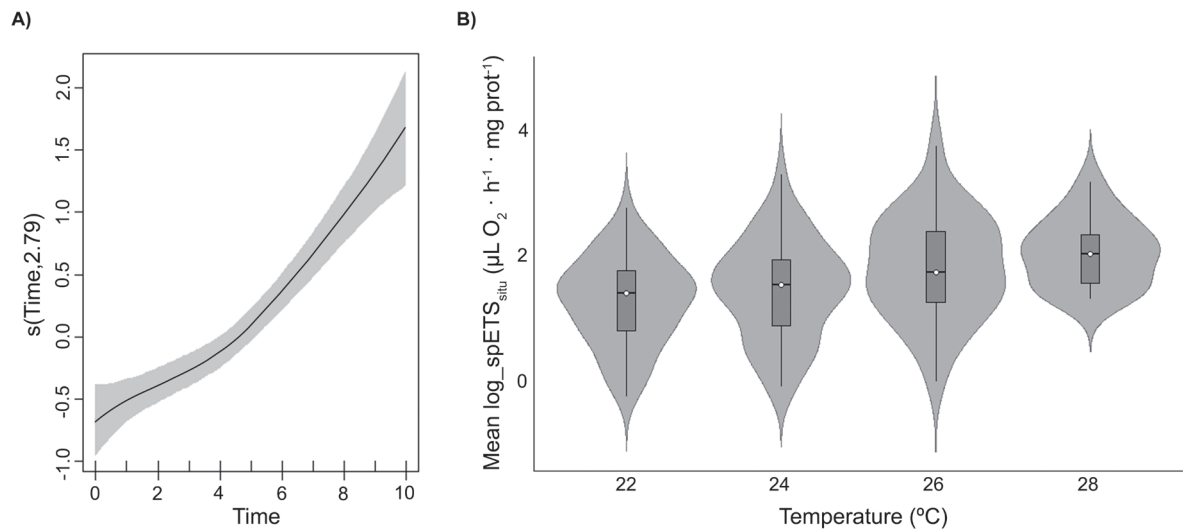 A)
s(Time,2.79)
2.0
1.5
1.0
0.5
0.0
-0.5
-1.0
0 2 4 6 8 10
Time
B)
Mean log_spETSsitu (µL O2 · h-1 · mg prot-1)
4
2
0
22 24 26 28
Temperature (ºC)